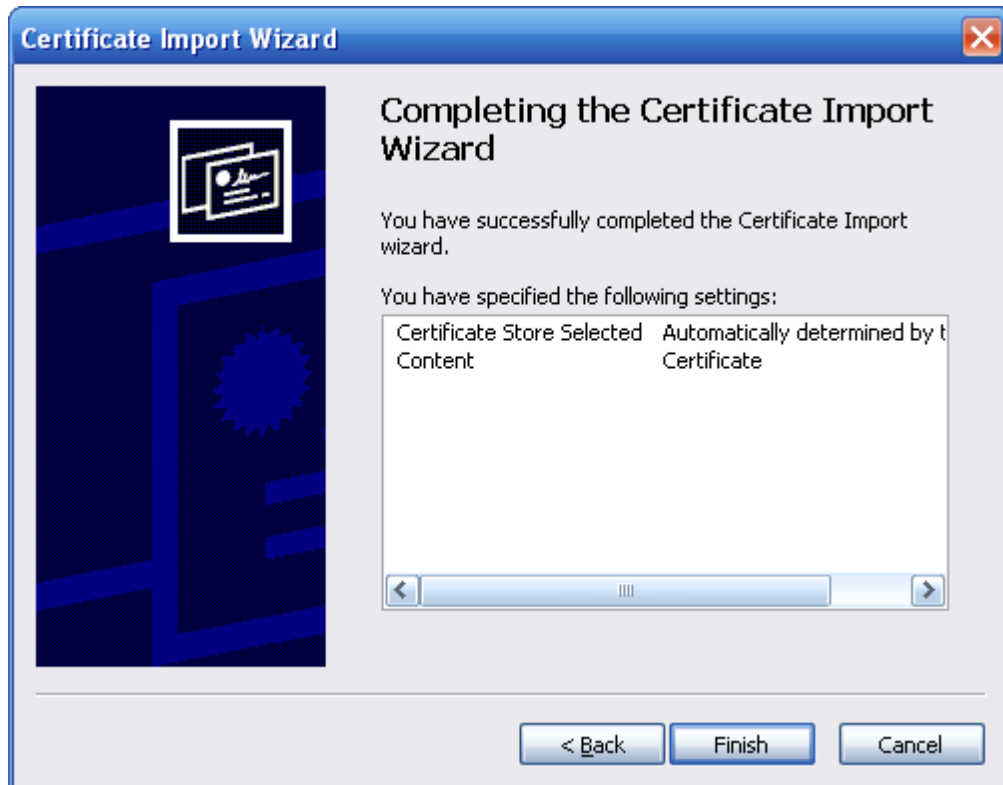 Certificate Import Wizard
Completing the Certificate Import
Wizard
You have successfully completed the Certificate Import
wizard.
You have specified the following settings:
Certificate Store Selected Automatically determined by t
Content Certificate
< Back Finish Cancel